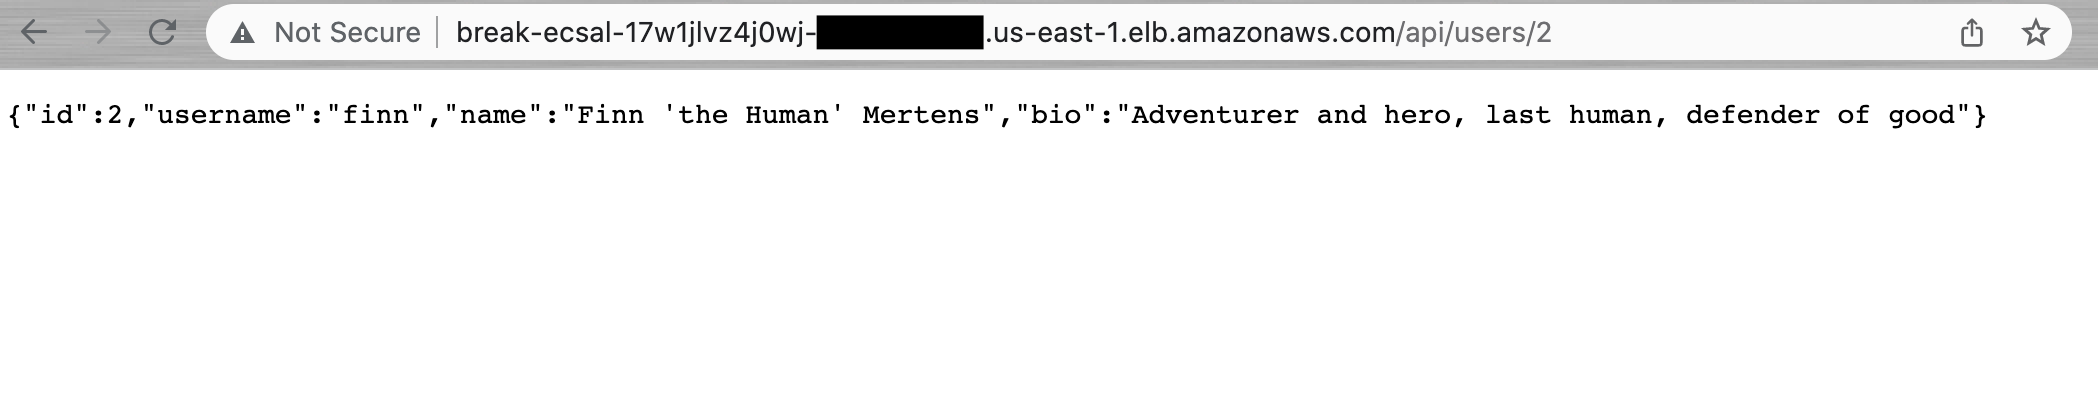 Not Secure break-ecsal-17w1jlvz4j0wj-.us-east-1.elb.amazonaws.com/api/users/2
{"id":2,"username":"finn","name":"Finn 'the Human' Mertens","bio":"Adventurer and hero, last human, defender of good"}